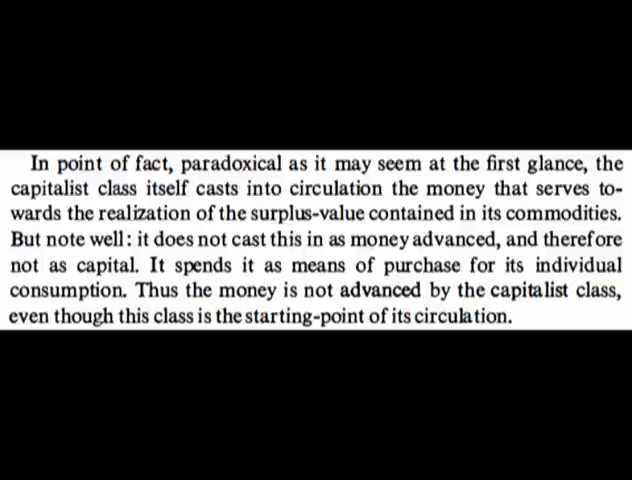 In point of fact, paradoxical as it may seem at the first glance, the
capitalist class itself casts into circulation the money that serves to-
wards the realization of the surplus-value contained in its commodities.
But note well: it does not cast this in as money advanced, and therefore
not as capital. It spends it as means of purchase for its individual
consumption. Thus the money is not advanced by the capitalist class,
even though this class is the starting-point of its circulation.